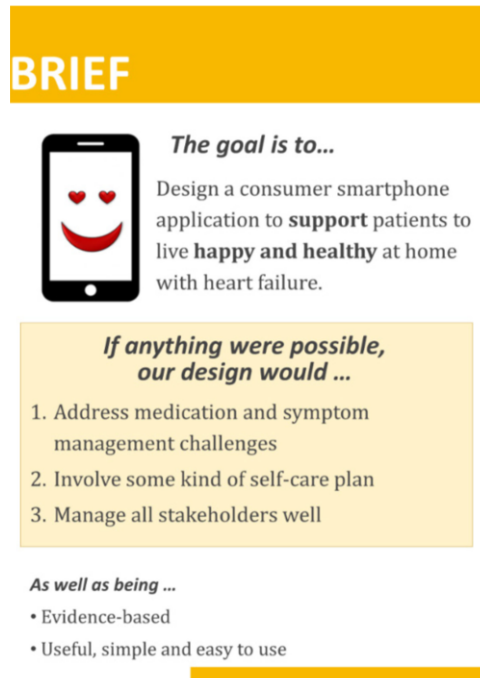 BRIEF
The goal is to...
Design a consumer smartphone
application to support patients to
live happy and healthy at home
with heart failure.
If anything were possible,
our design would ...
1. Address medication and symptom
management challenges
2. Involve some kind of self-care plan
3. Manage all stakeholders well
As well as being ...
• Evidence-based
• Useful, simple and easy to use